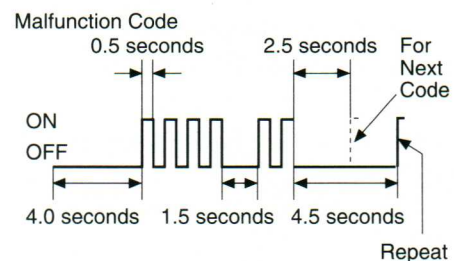 Malfunction Code
0.5 seconds
2.5 seconds
For
Next
Code
ON
OFF
4.0 seconds
1.5 seconds
4.5 seconds
Repeat